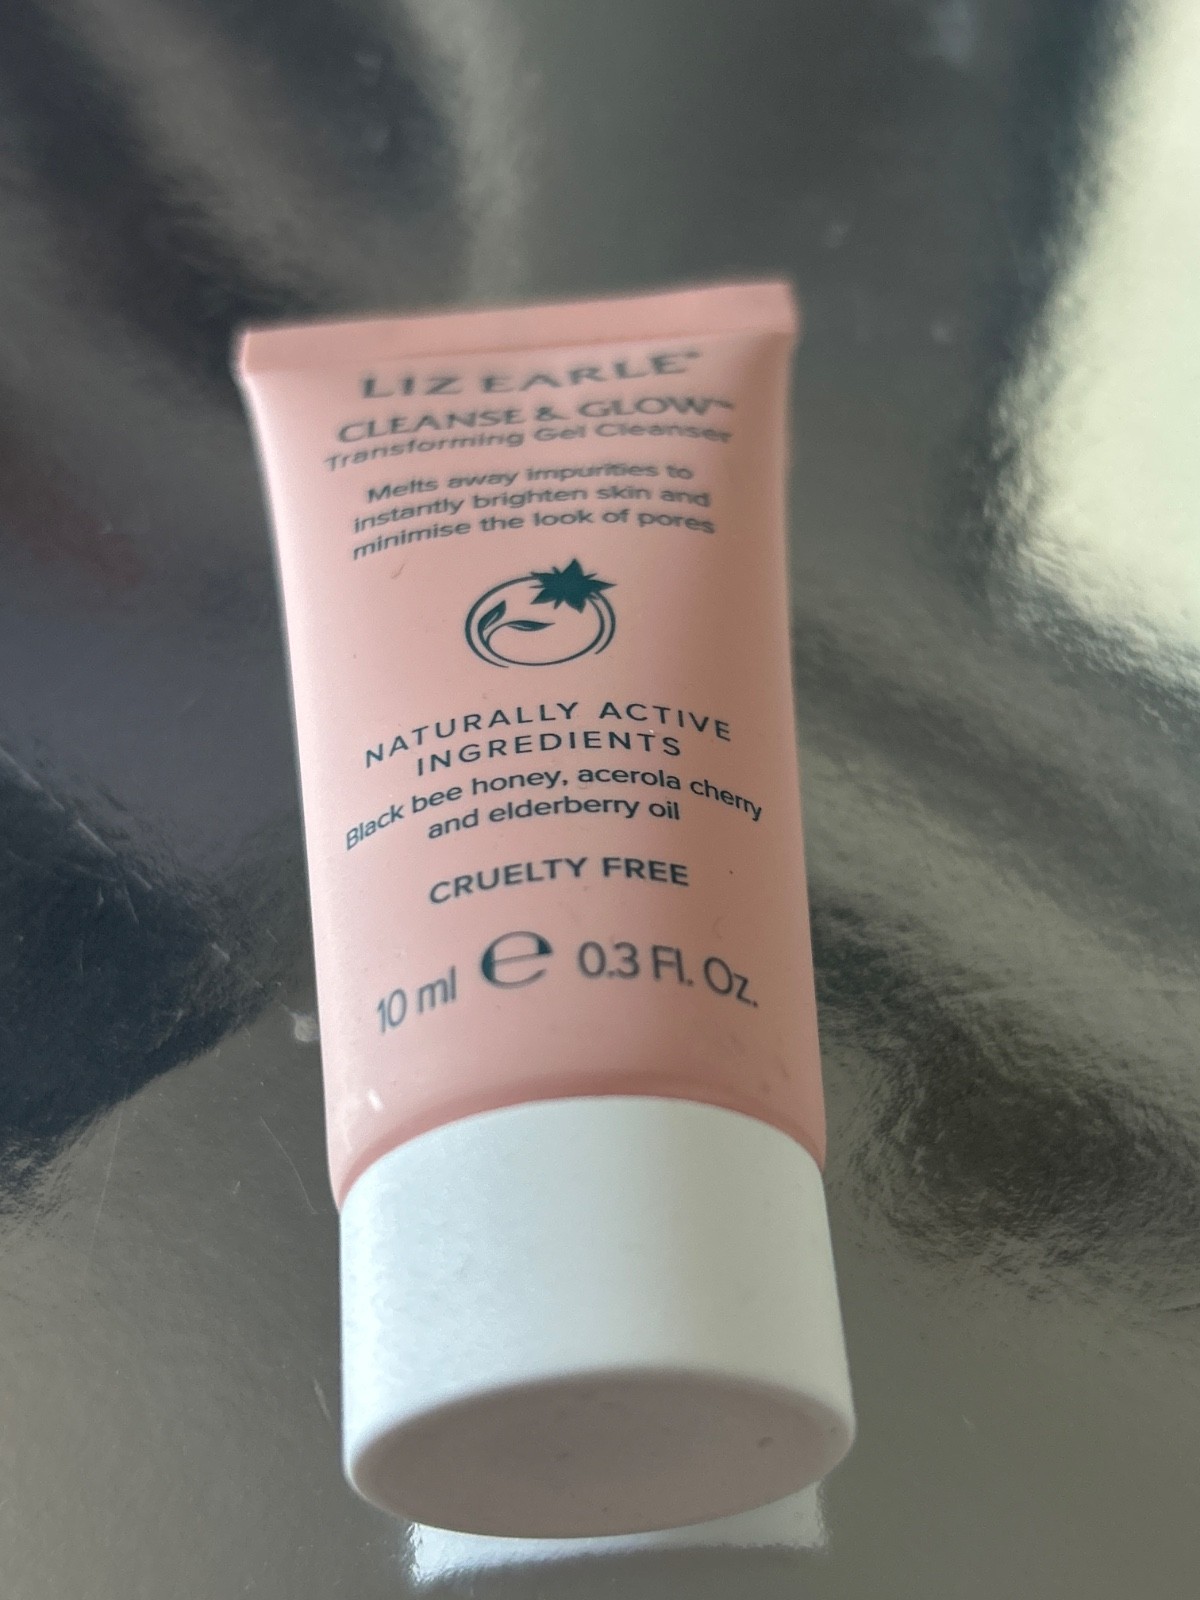 LIZ EARLE®
CLEANSE & GLOW™
Transforming Gel Cleanser
Melts away impurities to
instantly brighten skin and
minimise the look of pores
NATURALLY ACTIVE
INGREDIENTS
Black bee honey, acerola cherry
and elderberry oil
CRUELTY FREE
10 ml ℮ 0.3 Fl. Oz.